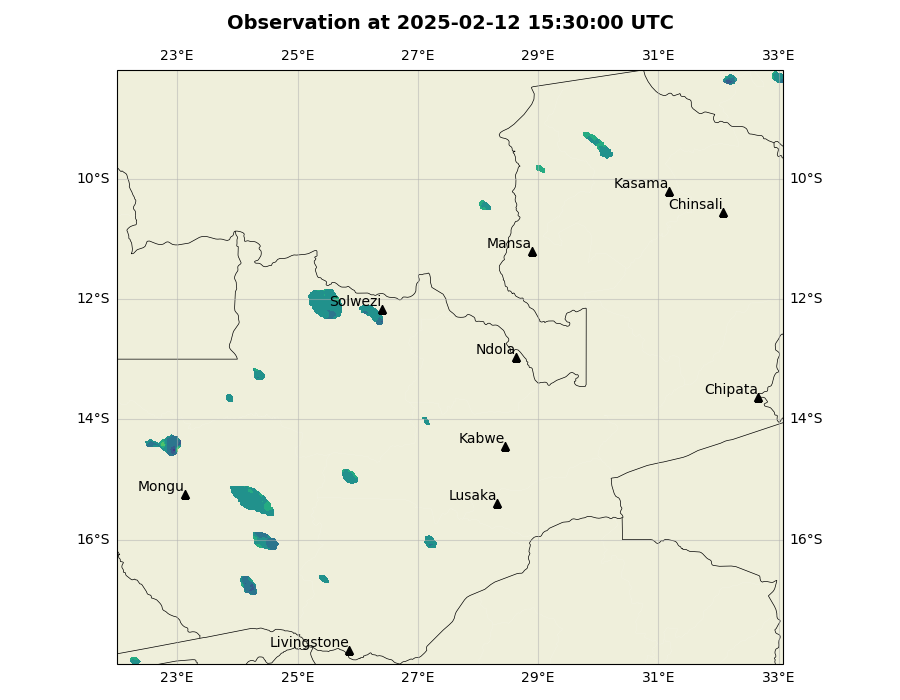 Observation at 2025-02-12 15:30:00 UTC
23°E 25°E 27°E 29°E 31°E 33°E
10°S 10°S
Kasama
Chinsali
Mansa
12°S 12°S
Solwezi
Ndola
Chipata
14°S 14°S
Kabwe
Mongu
Lusaka
16°S 16°S
Livingstone
23°E 25°E 27°E 29°E 31°E 33°E